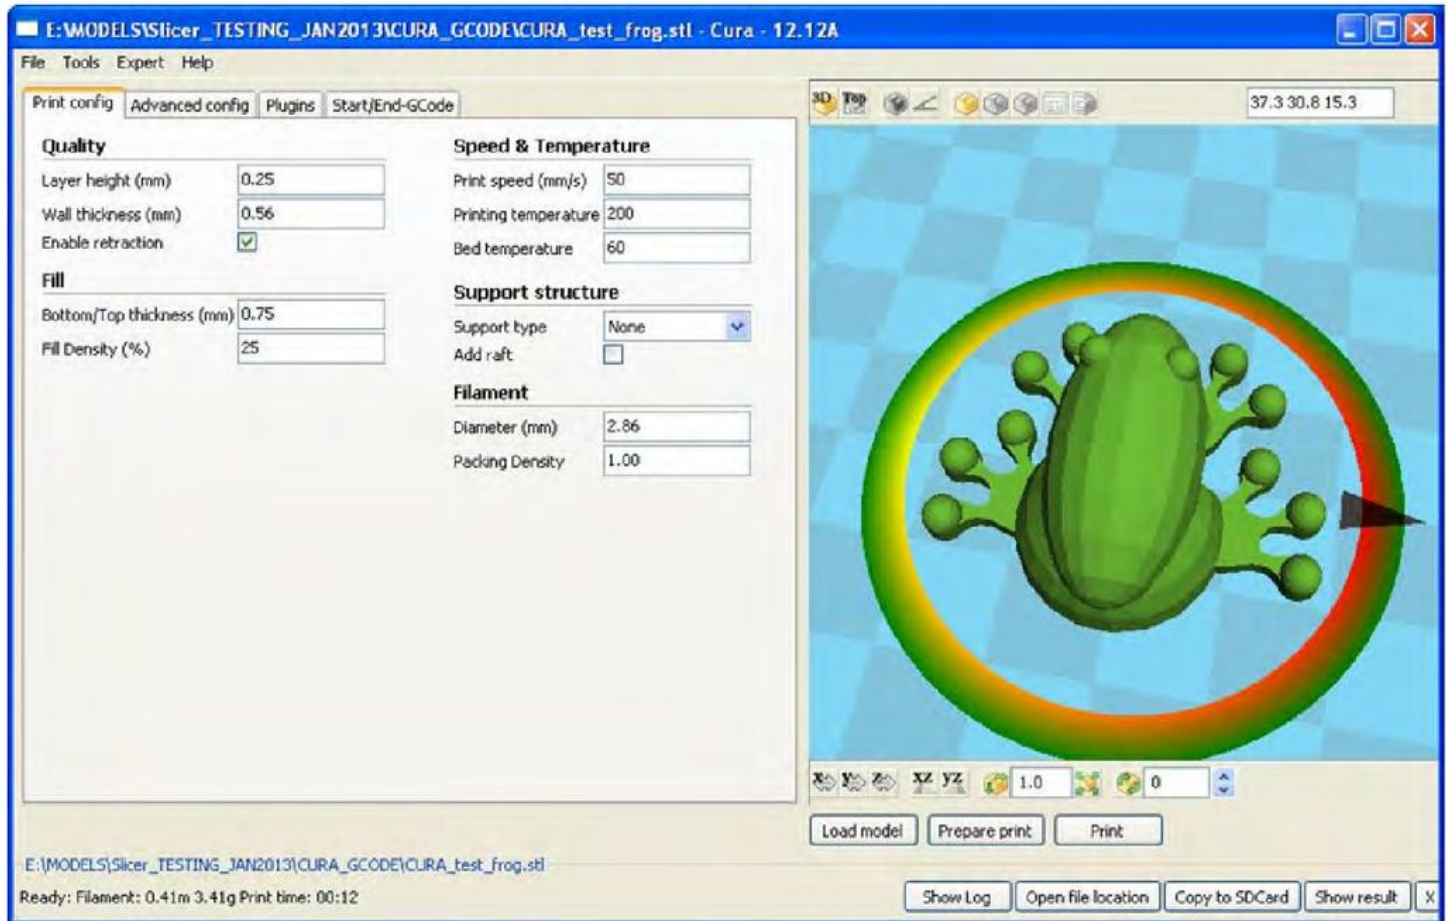 E:\MODELS\Slicer_TESTING_JAN2013\CURA_GCODE\CURA_test_frog.stl - Cura - 12.12A
File Tools Expert Help
Print config Advanced config Plugins Start/End-GCode
3D Top 37.3 30.8 15.3
Quality
Layer height (mm) 0.25
Wall thickness (mm) 0.56
Enable retraction
Fill
Bottom/Top thickness (mm) 0.75
Fill Density (%) 25
Speed & Temperature
Print speed (mm/s) 50
Printing temperature 200
Bed temperature 60
Support structure
Support type None
Add raft
Filament
Diameter (mm) 2.86
Packing Density 1.00
X Y Z XZ YZ 1.0 0
Load model Prepare print Print
E:\MODELS\Slicer_TESTING_JAN2013\CURA_GCODE\CURA_test_frog.stl
Ready: Filament: 0.41m 3.41g Print time: 00:12
Show Log Open file location Copy to SDCard Show result X